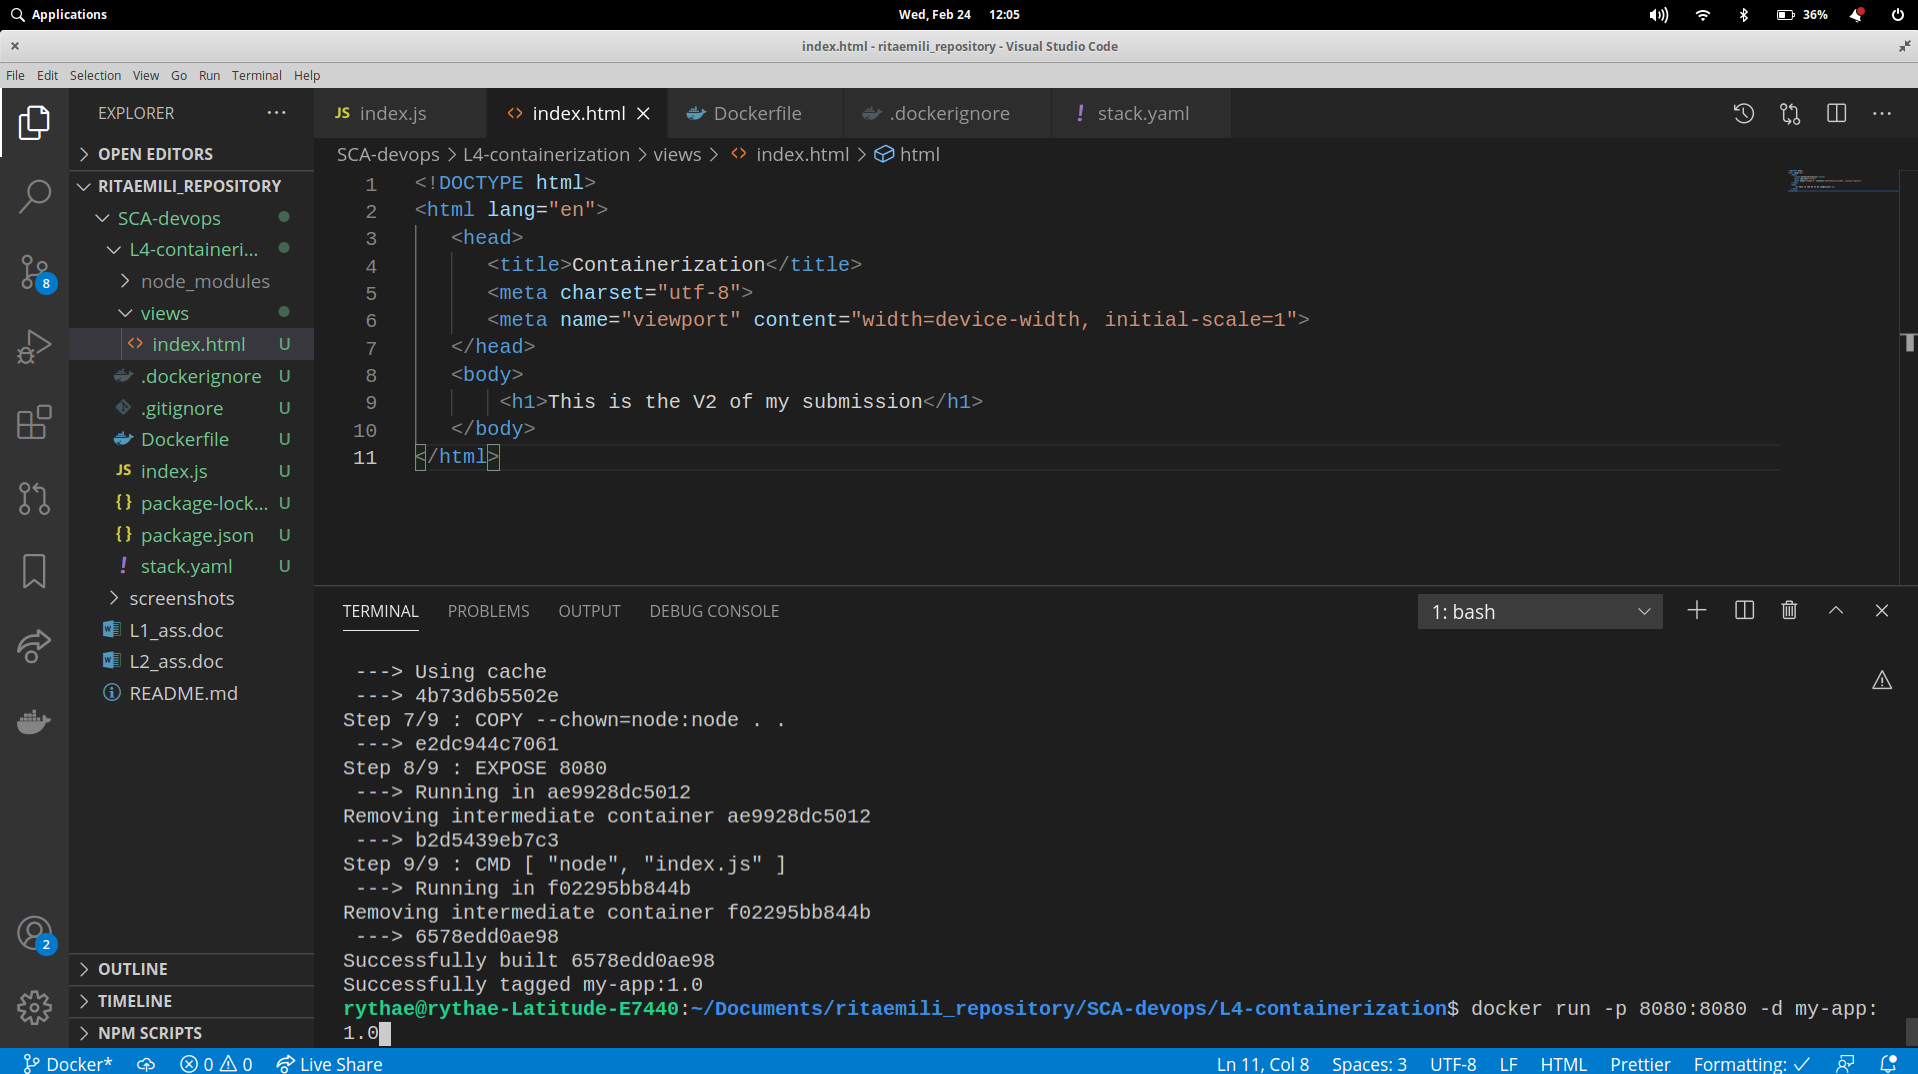 Applications
Wed, Feb 24 12:05
36%
index.html - ritaemili_repository - Visual Studio Code
File Edit Selection View Go Run Terminal Help
EXPLORER
JS index.js
index.html
Dockerfile
.dockerignore
! stack.yaml
OPEN EDITORS
SCA-devops > L4-containerization > views > index.html > html
RITAEMILI_REPOSITORY
SCA-devops
L4-containeri...
node_modules
views
index.html U
.dockerignore U
.gitignore U
Dockerfile U
JS index.js U
{} package-lock... U
{} package.json U
! stack.yaml U
screenshots
L1_ass.doc
L2_ass.doc
README.md
8
2
OUTLINE
TIMELINE
NPM SCRIPTS
1 <!DOCTYPE html>
2 <html lang="en">
3 <head>
4 <title>Containerization</title>
5 <meta charset="utf-8">
6 <meta name="viewport" content="width=device-width, initial-scale=1">
7 </head>
8 <body>
9 <h1>This is the V2 of my submission</h1>
10 </body>
11 </html>
TERMINAL PROBLEMS OUTPUT DEBUG CONSOLE
1: bash
---> Using cache
---> 4b73d6b5502e
Step 7/9 : COPY --chown=node:node . .
---> e2dc944c7061
Step 8/9 : EXPOSE 8080
---> Running in ae9928dc5012
Removing intermediate container ae9928dc5012
---> b2d5439eb7c3
Step 9/9 : CMD [ "node", "index.js" ]
---> Running in f02295bb844b
Removing intermediate container f02295bb844b
---> 6578edd0ae98
Successfully built 6578edd0ae98
Successfully tagged my-app:1.0
rythae@rythae-Latitude-E7440:~/Documents/ritaemili_repository/SCA-devops/L4-containerization$ docker run -p 8080:8080 -d my-app:
1.0
Docker* 0 0 Live Share
Ln 11, Col 8 Spaces: 3 UTF-8 LF HTML Prettier Formatting: ✓